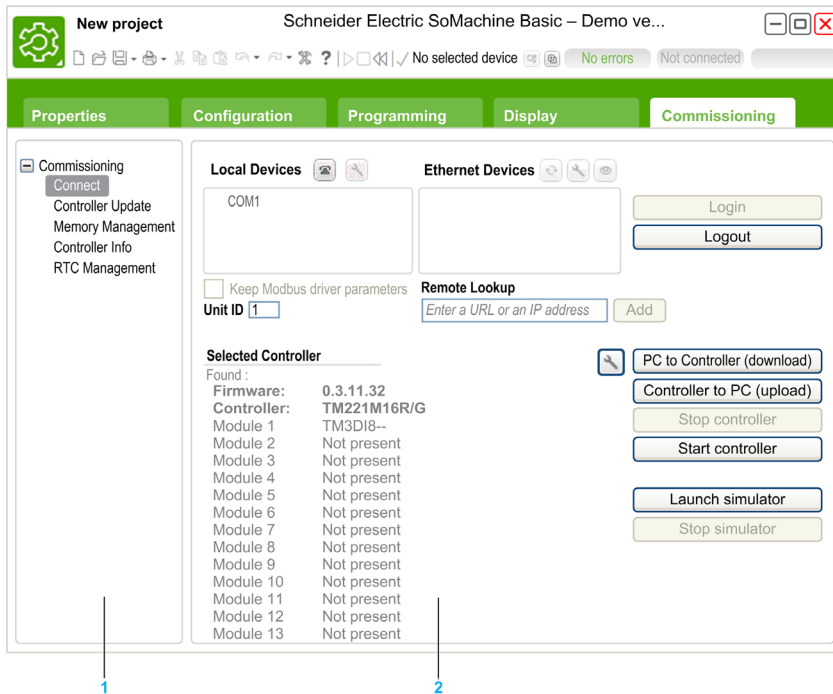 New project
Schneider Electric SoMachine Basic – Demo ve...
? No selected device No errors Not connected
Properties Configuration Programming Display Commissioning
Commissioning
Connect
Controller Update
Memory Management
Controller Info
RTC Management
Local Devices
COM1
Keep Modbus driver parameters
Unit ID 1
Ethernet Devices
Remote Lookup
Enter a URL or an IP address Add
Login
Logout
Selected Controller
Found :
Firmware: 0.3.11.32
Controller: TM221M16R/G
Module 1 TM3DI8--
Module 2 Not present
Module 3 Not present
Module 4 Not present
Module 5 Not present
Module 6 Not present
Module 7 Not present
Module 8 Not present
Module 9 Not present
Module 10 Not present
Module 11 Not present
Module 12 Not present
Module 13 Not present
PC to Controller (download)
Controller to PC (upload)
Stop controller
Start controller
Launch simulator
Stop simulator
1 2